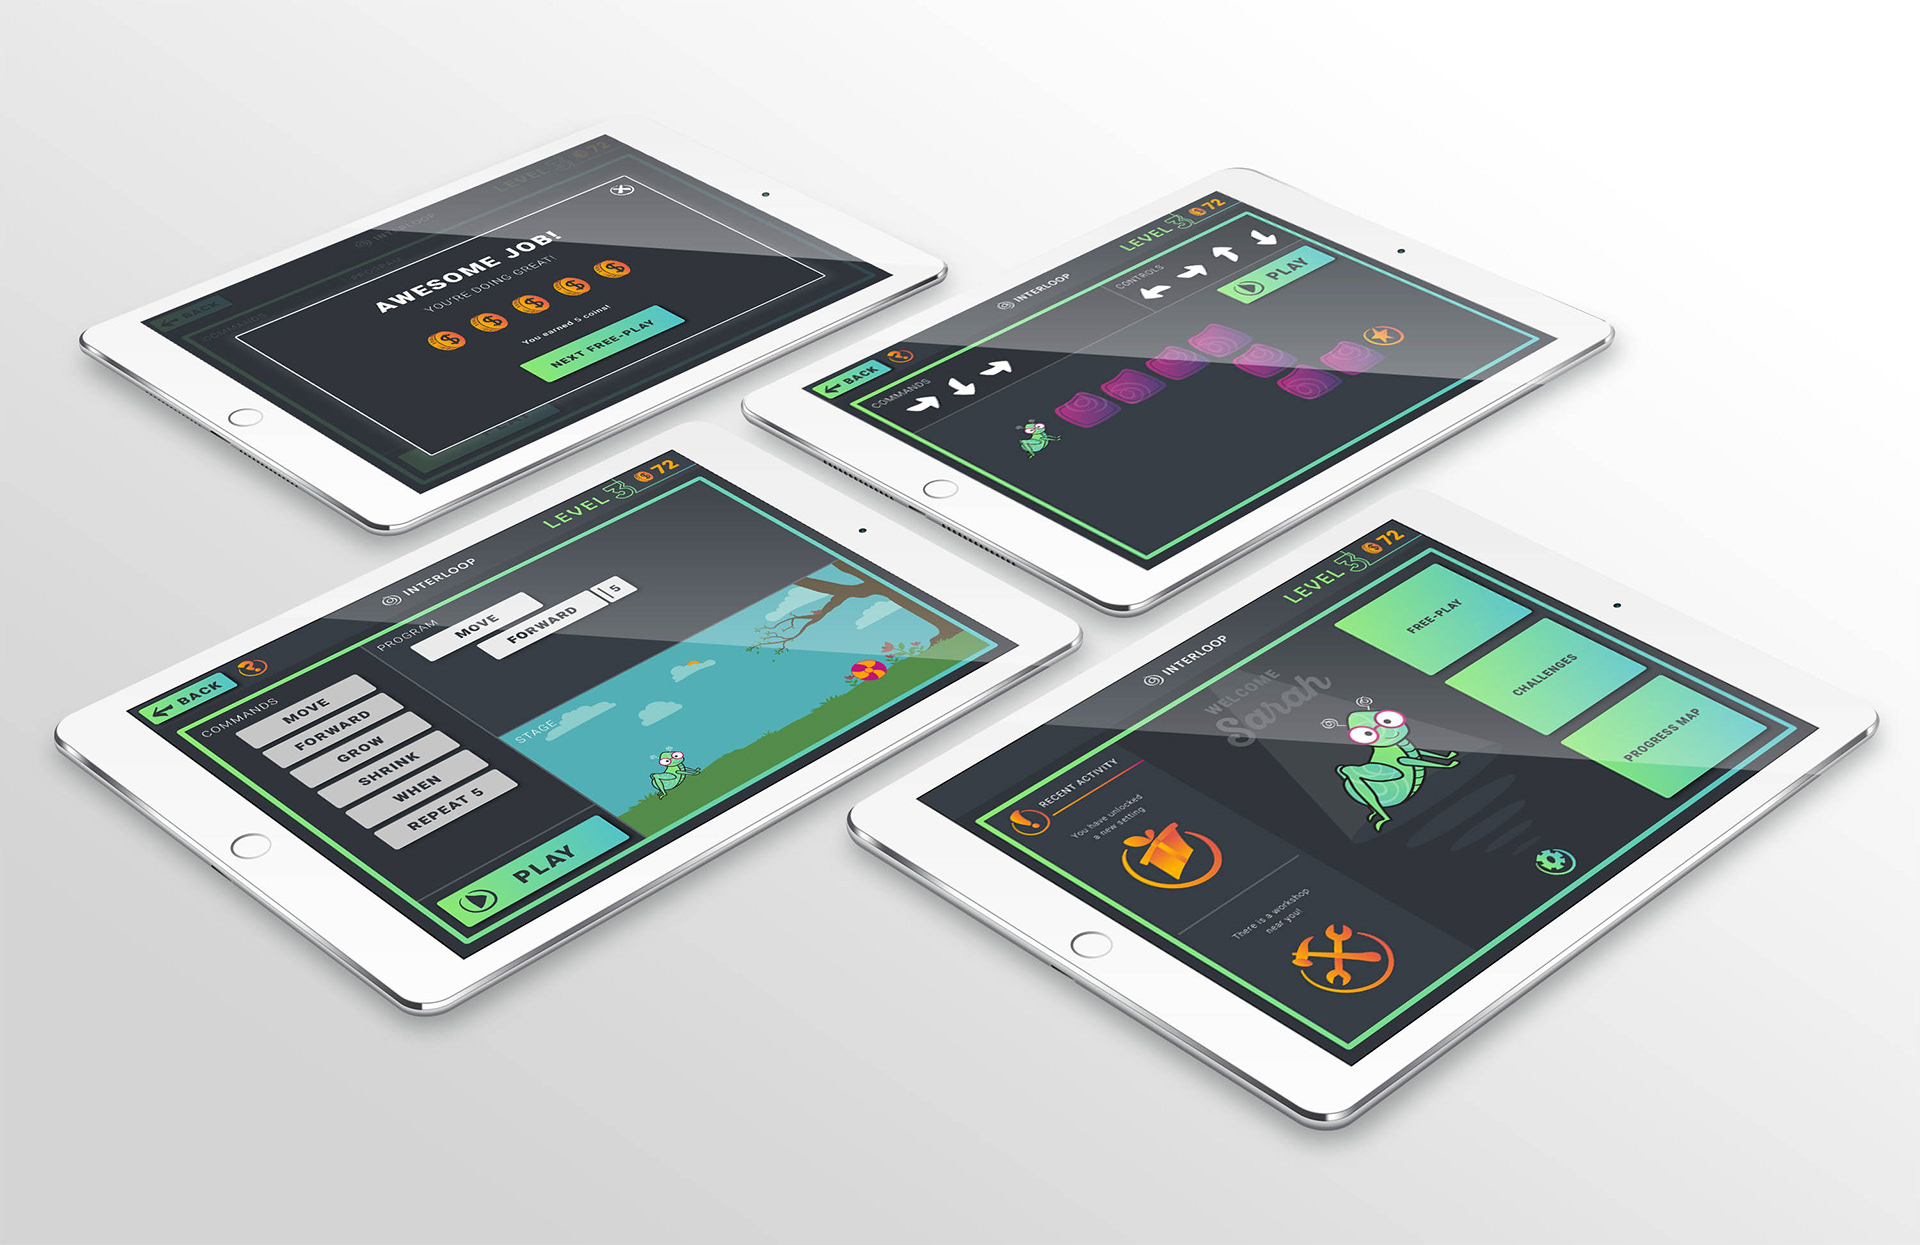 LEVEL 3 72
INTERLOOP
PROGRAM
BACK
COMMANDS
AWESOME JOB!
YOU'RE DOING GREAT!
You earned 5 coins!
NEXT FREE-PLAY
LEVEL 3 72
INTERLOOP
BACK
COMMANDS
CONTROLS
PLAY
LEVEL 3 72
INTERLOOP
BACK
COMMANDS
MOVE
FORWARD
GROW
SHRINK
WHEN
REPEAT 5
PROGRAM
MOVE
FORWARD 5
STAGE
PLAY
LEVEL 3 72
INTERLOOP
WELCOME
Sarah
FREE-PLAY
CHALLENGES
PROGRESS MAP
RECENT ACTIVITY
You have unlocked
a new setting
There is a workshop
near you!